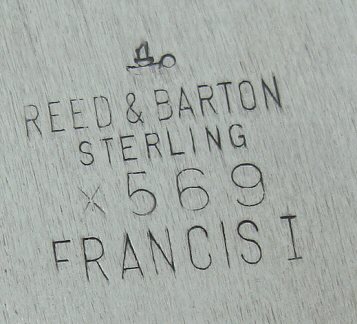 REED & BARTON
STERLING
X 569
FRANCIS I